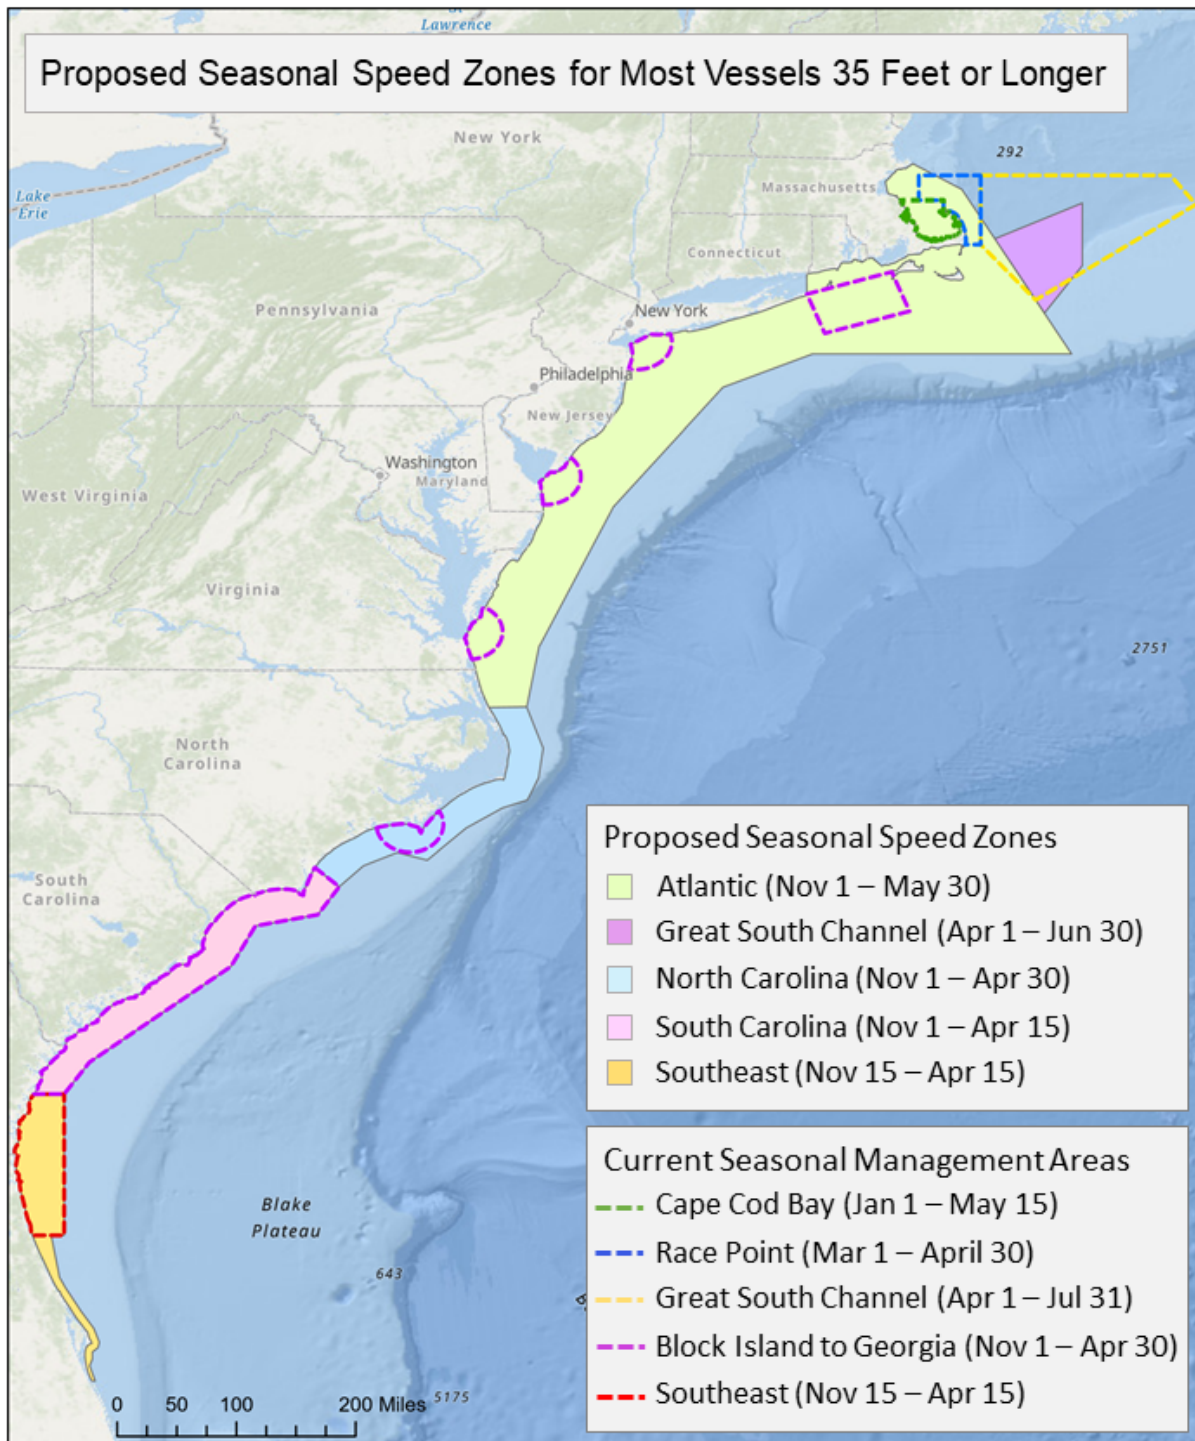 Lawrence
Proposed Seasonal Speed Zones for Most Vessels 35 Feet or Longer
New York
292
Massachusetts
Lake
Erie
Connecticut
Pennsylvania
New York
Philadelphia
New Jersey
Washington
Maryland
West Virginia
Virginia
2751
North
Carolina
South
Carolina
Proposed Seasonal Speed Zones
Atlantic (Nov 1 – May 30)
Great South Channel (Apr 1 – Jun 30)
North Carolina (Nov 1 – Apr 30)
South Carolina (Nov 1 – Apr 15)
Southeast (Nov 15 – Apr 15)
Current Seasonal Management Areas
Cape Cod Bay (Jan 1 – May 15)
Race Point (Mar 1 – April 30)
Great South Channel (Apr 1 – Jul 31)
Block Island to Georgia (Nov 1 – Apr 30)
Southeast (Nov 15 – Apr 15)
Blake
Plateau
643
5175
0 50 100 200 Miles